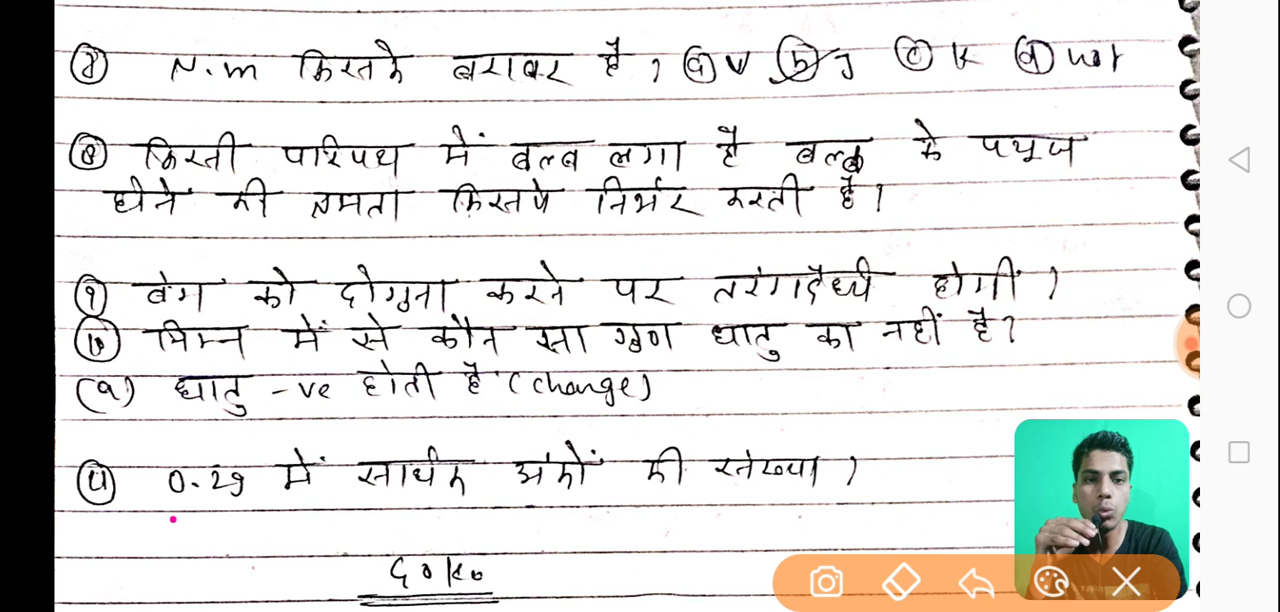 ⑦ N.m किसके बराबर है? ⓐ V ⓑ J ⓒ K ⓓ not
⑧ किसी परिपथ में बल्ब लगा है बल्ब के फ्यूज
होने की क्षमता किसपे निर्भर करती है?
⑨ वेग को दोगुना करने पर तरंगदैर्ध्य होगी?
⑩ निम्न में से कौन सा गुण धातु का नहीं है?
(a) धातु -ve होती है (change)
⑪ 0.29 में सार्थक अंकों की संख्या?